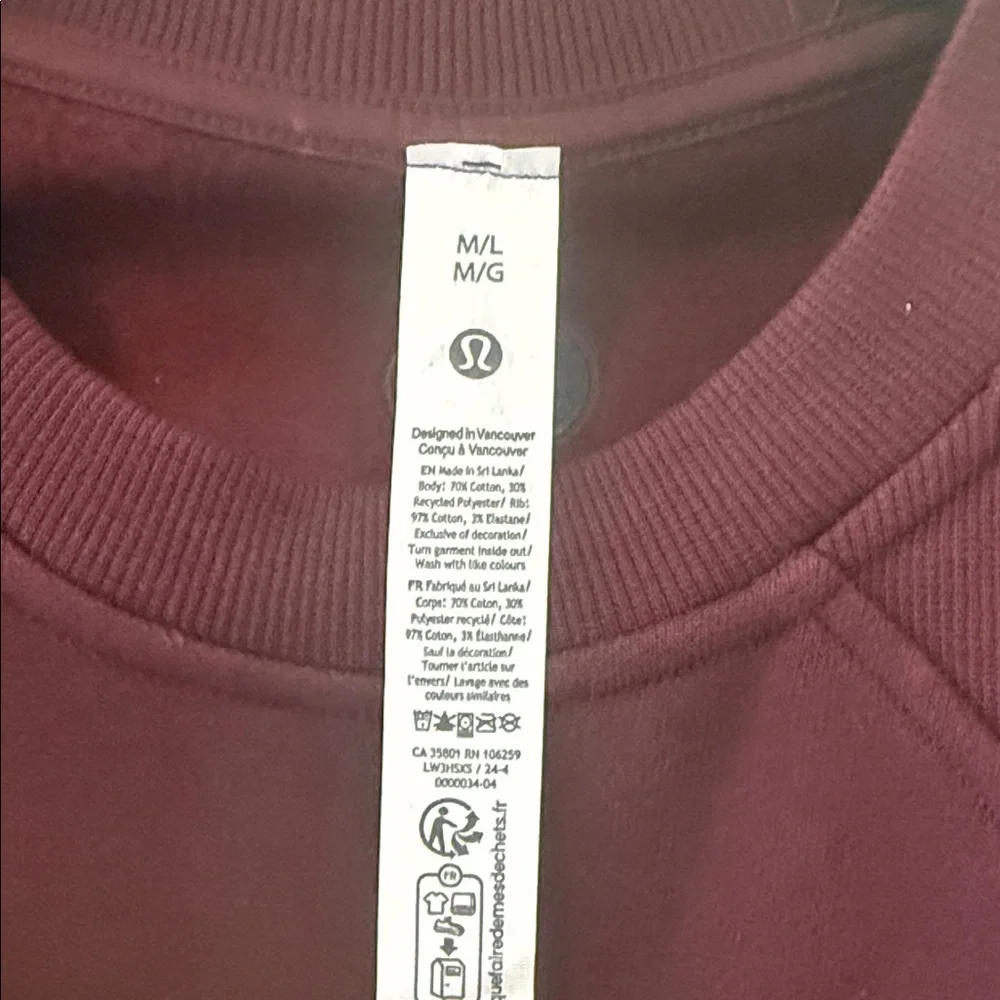 M/L
M/G
Designed in Vancouver
Conçu à Vancouver
EN Made in Sri Lanka/
Body: 70% Cotton, 30%
Recycled Polyester/ Rib:
97% Cotton, 3% Elastane/
Exclusive of decoration/
Turn garment inside out/
Wash with like colours
FR Fabriqué au Sri Lanka/
Corps: 70% Coton, 30%
Polyester recyclé/ Côte:
97% Coton, 3% Élasthanne/
Sauf la décoration/
Tourner l'article sur
l'envers/ Lavage avec des
couleurs similaires
CA 35801 RN 106259
LW3HSXS / 24-4
0000034-04
FR
quefairedemesdechets.fr